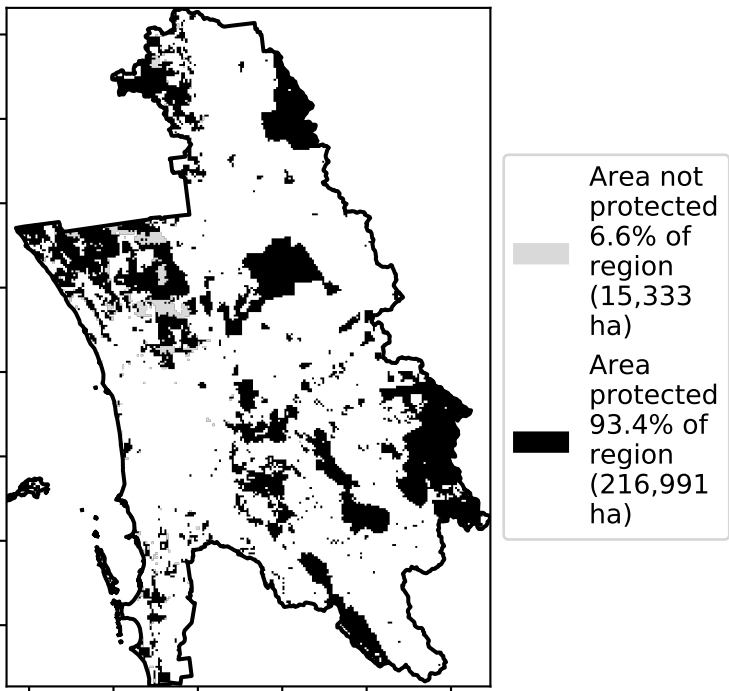 Area not
protected
6.6% of
region
(15,333
ha)
Area
protected
93.4% of
region
(216,991
ha)